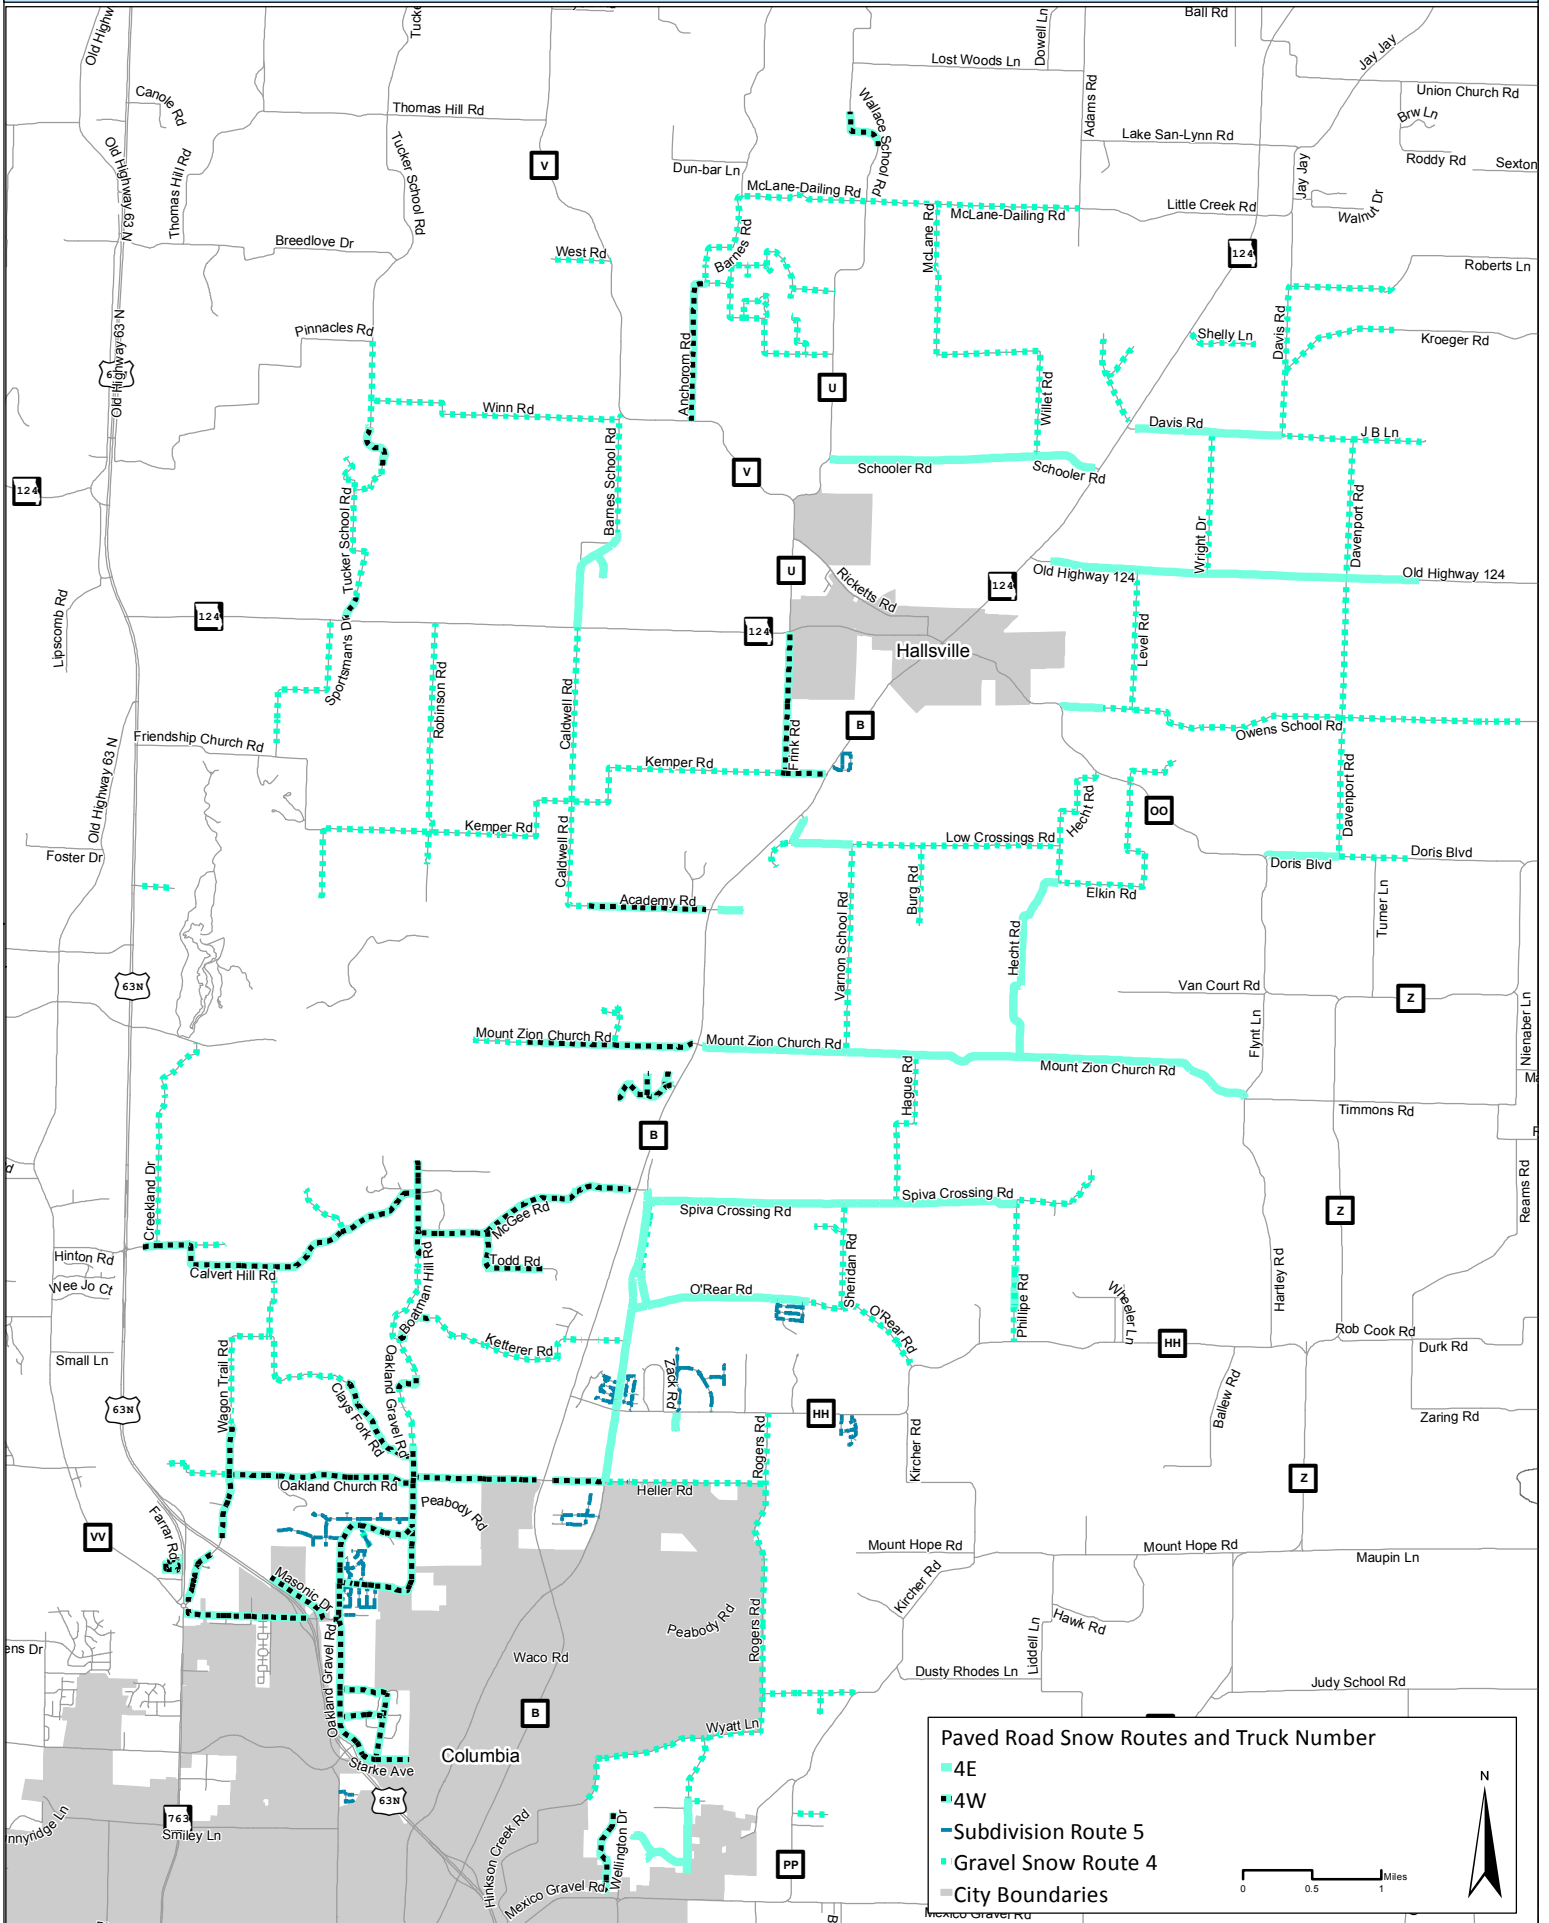 Old Highw
Tucke
Dowell Ln
Ball Rd
Jay Jay
Lost Woods Ln
Canole Rd
Thomas Hill Rd
Wallace School Rd
Adams Rd
Union Church Rd
Brw Ln
Old Highway 63 N
Thomas Hill Rd
Tucker School Rd
V
Dun-bar Ln
Lake San-Lynn Rd
Roddy Rd
Sexton
Jay Jay
McLane-Dailing Rd
McLane-Dailing Rd
Little Creek Rd
Walnut Dr
Breedlove Dr
West Rd
Barnes Rd
McLane Rd
124
Roberts Ln
Old Highway 63 N
Pinnacles Rd
Anchorom Rd
Davis Rd
Shelly Ln
Kroeger Rd
U
Winn Rd
Willet Rd
Davis Rd
J B Ln
Barnes School Rd
V
Schooler Rd
Schooler Rd
124
Tucker School Rd
Wright Dr
Davenport Rd
U
Ricketts Rd
124
Old Highway 124
Old Highway 124
Lipscomb Rd
124
124
Hallsville
Level Rd
Sportsman's Dr
Robinson Rd
Caldwell Rd
Frink Rd
B
Owens School Rd
Friendship Church Rd
Old Highway 63 N
Kemper Rd
Hecht Rd
OO
Davenport Rd
Kemper Rd
Low Crossings Rd
Foster Dr
Caldwell Rd
Doris Blvd
Doris Blvd
Academy Rd
Burg Rd
Elkin Rd
Turner Ln
Varnon School Rd
Hecht Rd
63N
Van Court Rd
Z
Flynt Ln
Nienaber Ln
Mount Zion Church Rd
Mount Zion Church Rd
Mount Zion Church Rd
Hague Rd
Timmons Rd
B
Creekland Dr
Spiva Crossing Rd
Spiva Crossing Rd
Reams Rd
McGee Rd
Z
Hinton Rd
Calvert Hill Rd
Todd Rd
Wee Jo Ct
Boatman Hill Rd
Sheridan Rd
Hartley Rd
O'Rear Rd
O'Rear Rd
Phillipe Rd
Wheeler Ln
Ketterer Rd
HH
Rob Cook Rd
Durk Rd
Small Ln
Wagon Trail Rd
Oakland Gravel Rd
Clays Fork Rd
Zack Rd
Ballew Rd
63N
HH
Zaring Rd
Rogers Rd
Kircher Rd
Oakland Church Rd
Heller Rd
Z
Peabody Rd
VV
Farrar Rd
Mount Hope Rd
Mount Hope Rd
Maupin Ln
Masonic Dr
Kircher Rd
Peabody Rd
Rogers Rd
Hawk Rd
ens Dr
Oakland Gravel Rd
Waco Rd
Liddell Ln
Dusty Rhodes Ln
Judy School Rd
B
Wyatt Ln
Columbia
Starke Ave
63N
763
Smiley Ln
nnyridge Ln
Hinkson Creek Rd
Wellington Dr
Mexico Gravel Rd
PP
Mexico Gravel Rd
Paved Road Snow Routes and Truck Number
4E
4W
Subdivision Route 5
Gravel Snow Route 4
City Boundaries
N
Miles
0 0.5 1